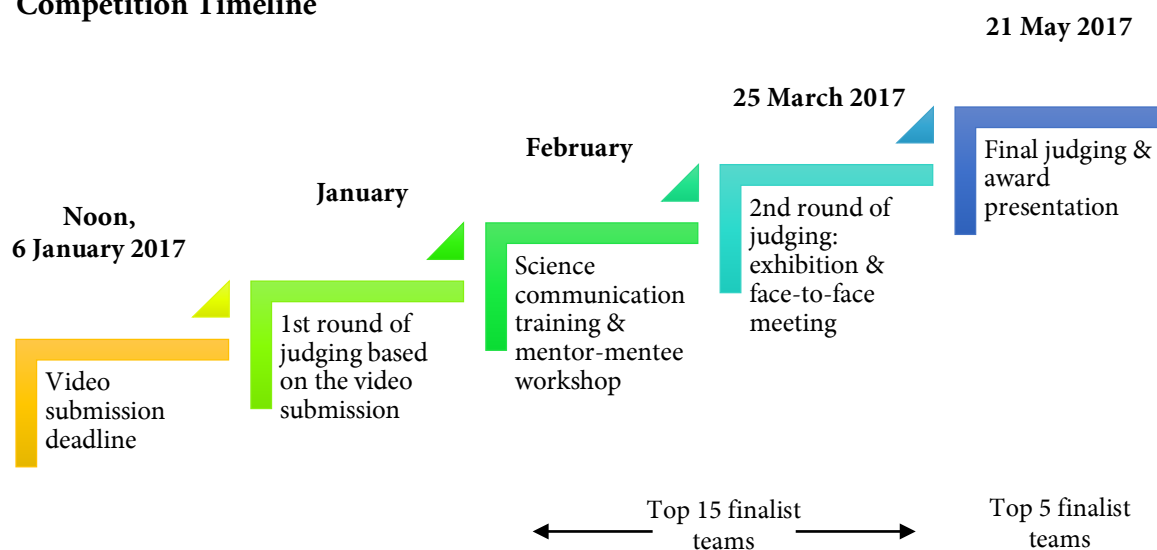 Competition Timeline
Noon,
6 January 2017
Video
submission
deadline
January
1st round of
judging based
on the video
submission
February
Science
communication
training &
mentor-mentee
workshop
25 March 2017
2nd round of
judging:
exhibition &
face-to-face
meeting
21 May 2017
Final judging &
award
presentation
Top 15 finalist
teams
Top 5 finalist
teams